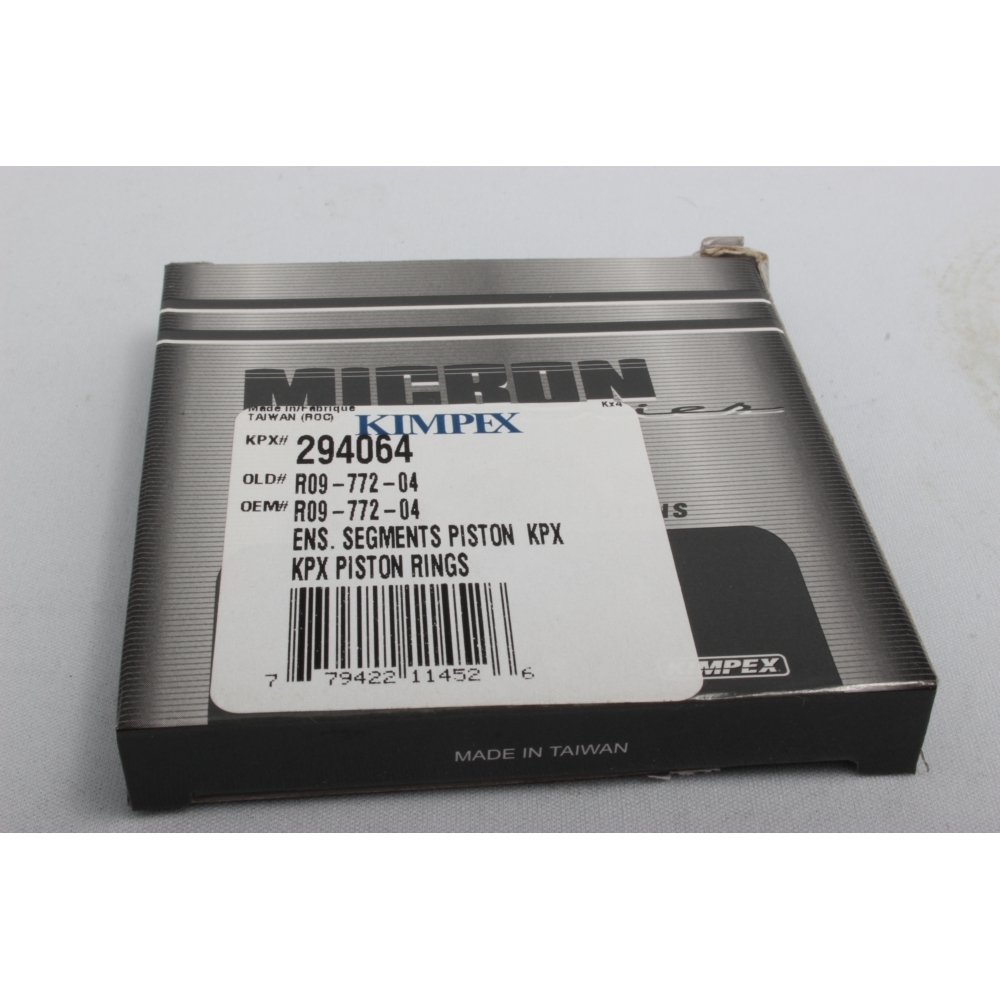 MICRON
Made in/Fabrique
TAIWAN (ROC) KIMPEX Kx4
KPX# 294064
OLD# R09-772-04
OEM# R09-772-04
ENS. SEGMENTS PISTON KPX
KPX PISTON RINGS
7 79422 11452 6
KIMPEX
MADE IN TAIWAN